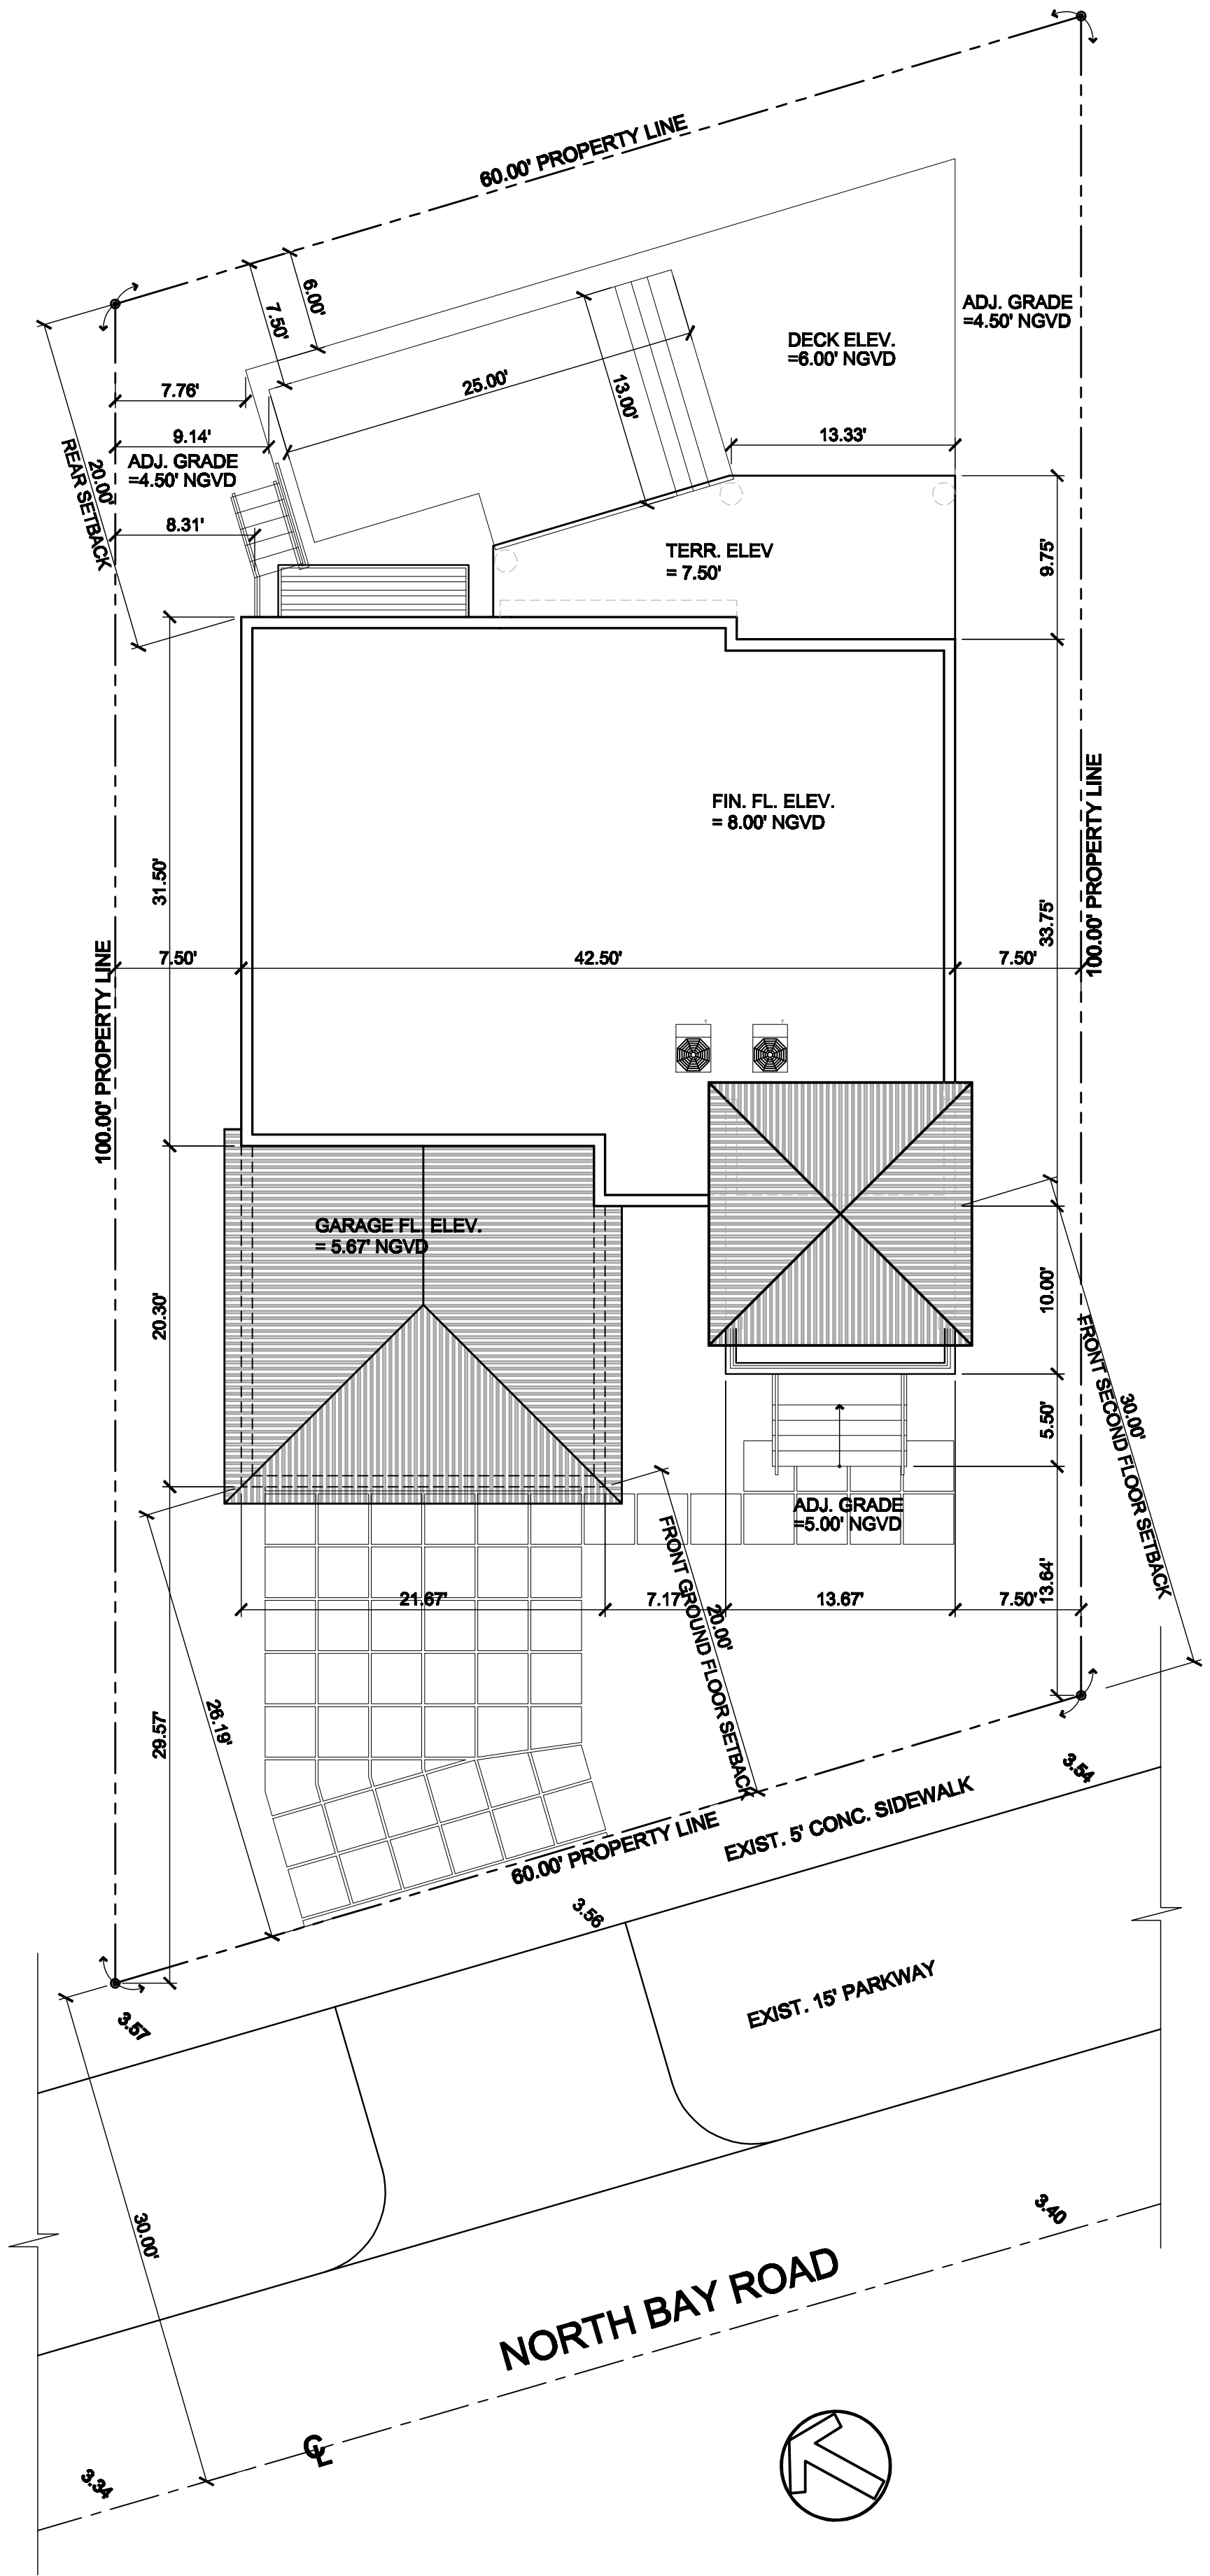 60.00' PROPERTY LINE
6.00'
7.50'
ADJ. GRADE
=4.50' NGVD
DECK ELEV.
=6.00' NGVD
7.76'
25.00'
13.00'
9.14'
13.33'
ADJ. GRADE
=4.50' NGVD
20.00'
REAR SETBACK
8.31'
TERR. ELEV
= 7.50'
9.75'
FIN. FL. ELEV.
= 8.00' NGVD
31.50'
33.75'
100.00' PROPERTY LINE
100.00' PROPERTY LINE
7.50'
42.50'
7.50'
GARAGE FL. ELEV.
= 5.67' NGVD
20.30'
10.00'
30.00'
FRONT SECOND FLOOR SETBACK
5.50'
ADJ. GRADE
=5.00' NGVD
20.00'
FRONT GROUND FLOOR SETBACK
13.64'
21.67'
7.17'
13.67'
7.50'
26.19'
29.57'
3.54
EXIST. 5' CONC. SIDEWALK
60.00' PROPERTY LINE
3.56
EXIST. 15' PARKWAY
3.57
30.00'
3.40
NORTH BAY ROAD
CL
3.34